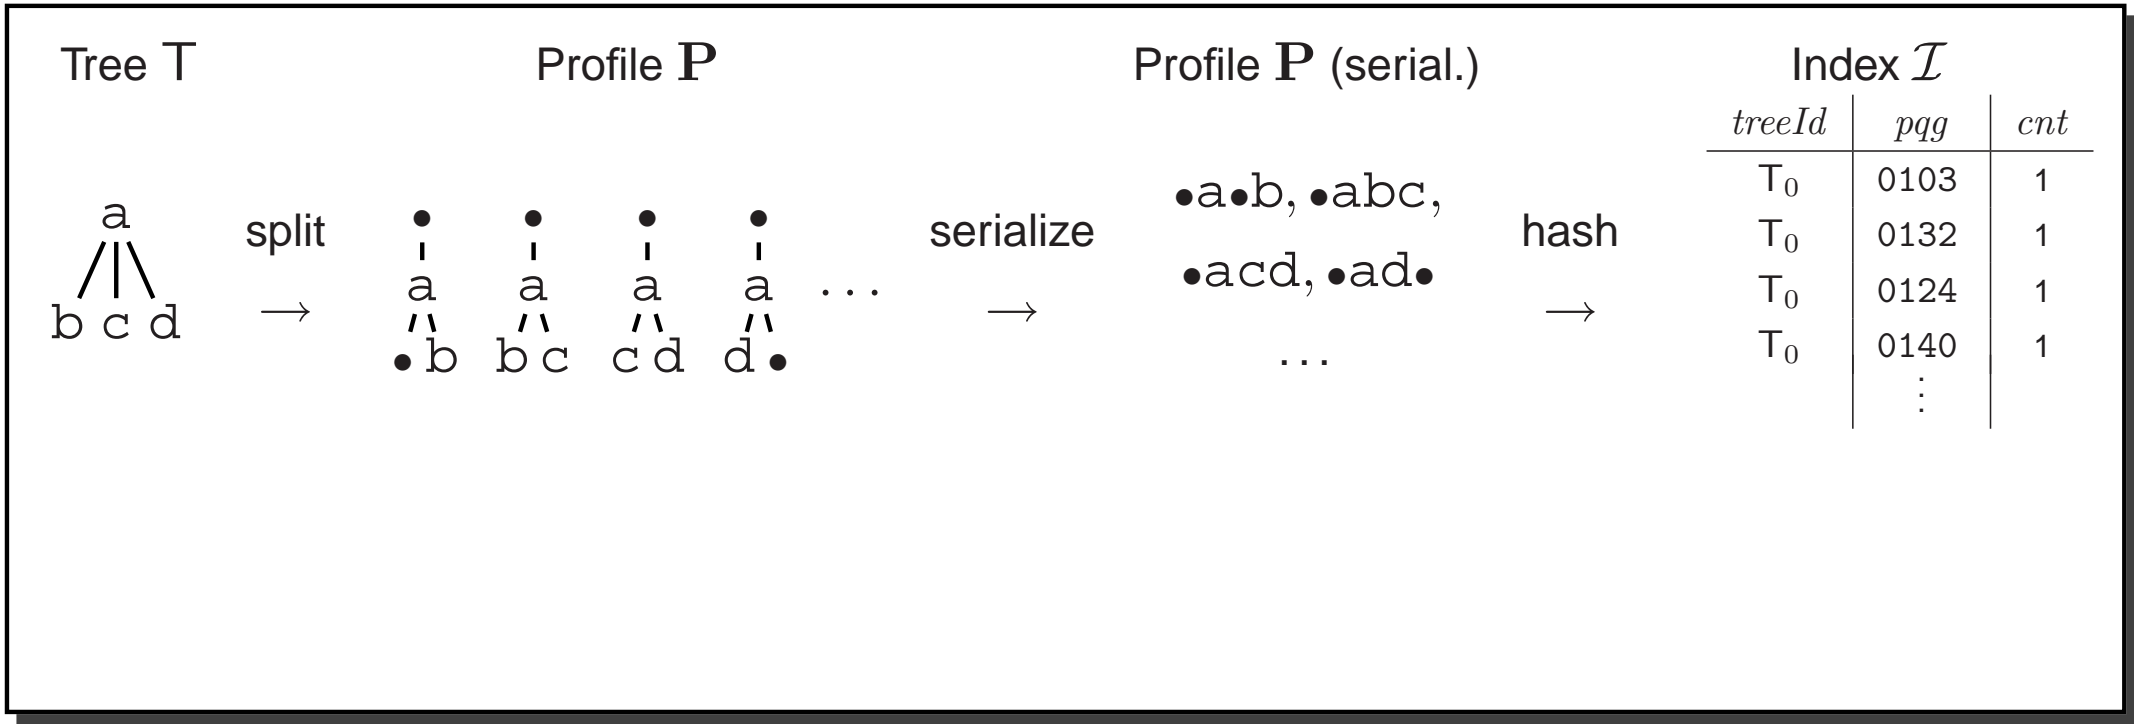 Tree T Profile P Profile P (serial.) Index ℐ
treeId pqg cnt
T₀ 0103 1
T₀ 0132 1
T₀ 0124 1
T₀ 0140 1
⋮
a
b c d
split
→
• • • •
a a a a ...
• b b c c d d •
serialize
→
•a•b, •abc,
•acd, •ad•
...
hash
→